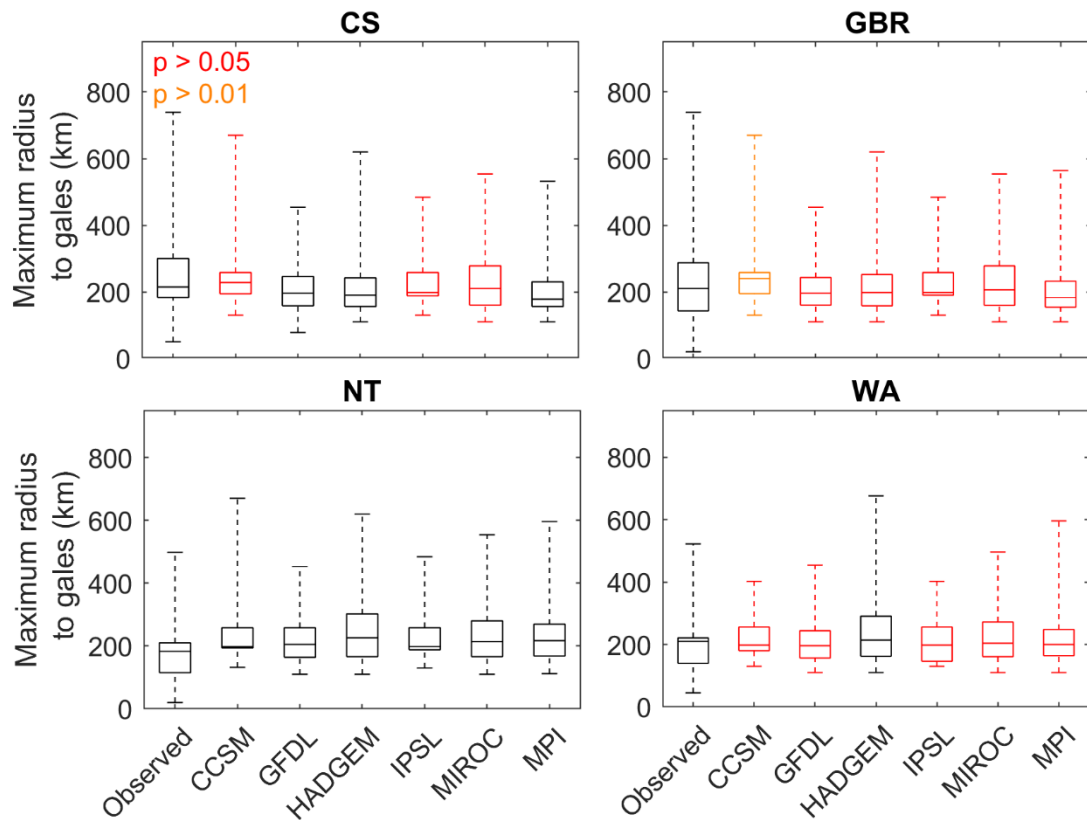 CS
GBR
p > 0.05
p > 0.01
Maximum radius
to gales (km)
800
600
400
200
0
800
600
400
200
0
NT
WA
Maximum radius
to gales (km)
800
600
400
200
0
800
600
400
200
0
Observed
CCSM
GFDL
HADGEM
IPSL
MIROC
MPI
Observed
CCSM
GFDL
HADGEM
IPSL
MIROC
MPI